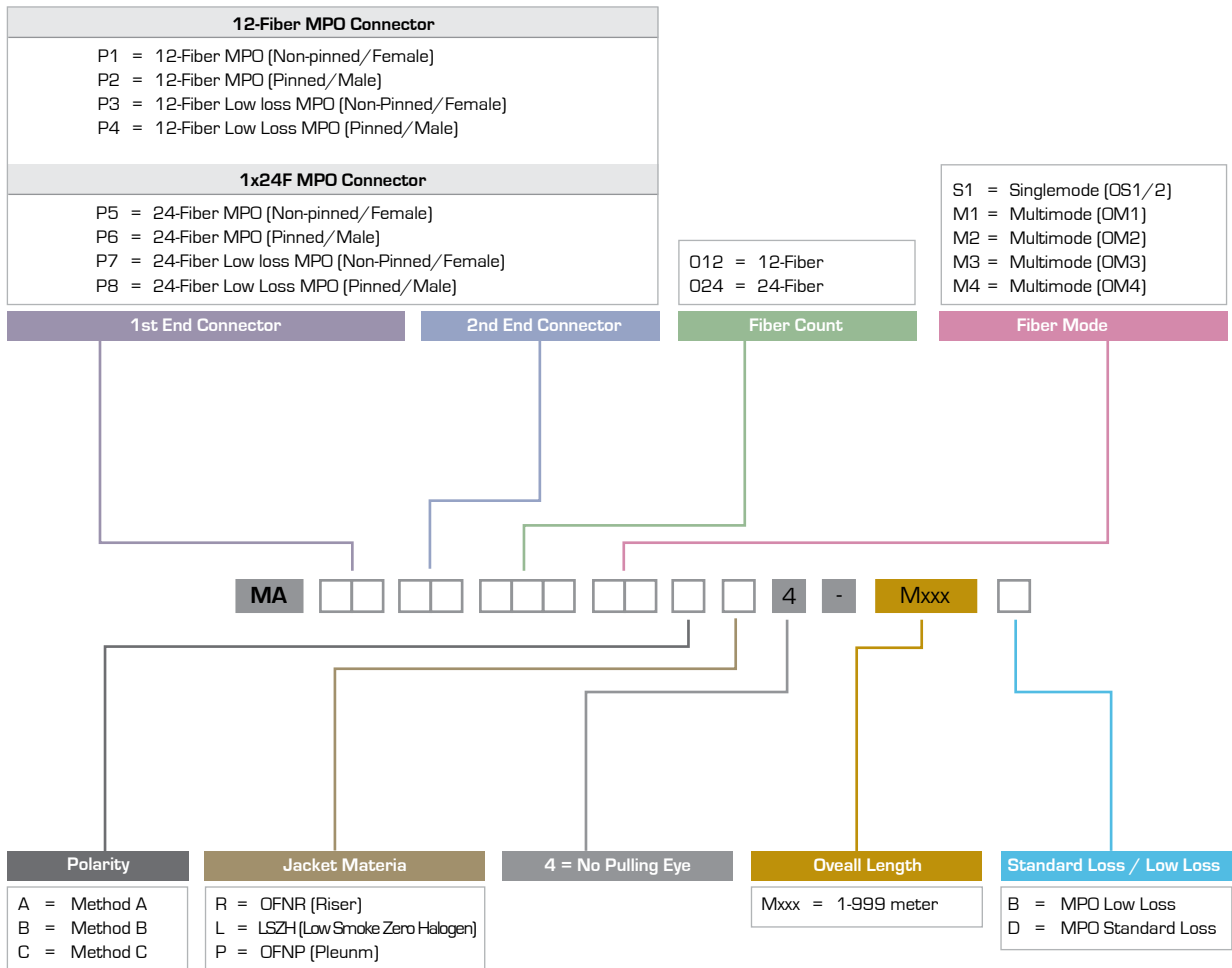 12-Fiber MPO Connector
P1 = 12-Fiber MPO (Non-pinned/Female)
P2 = 12-Fiber MPO (Pinned/Male)
P3 = 12-Fiber Low loss MPO (Non-Pinned/Female)
P4 = 12-Fiber Low Loss MPO (Pinned/Male)
1x24F MPO Connector
P5 = 24-Fiber MPO (Non-pinned/Female)
P6 = 24-Fiber MPO (Pinned/Male)
P7 = 24-Fiber Low loss MPO (Non-Pinned/Female)
P8 = 24-Fiber Low Loss MPO (Pinned/Male)
012 = 12-Fiber
024 = 24-Fiber
S1 = Singlemode (OS1/2)
M1 = Multimode (OM1)
M2 = Multimode (OM2)
M3 = Multimode (OM3)
M4 = Multimode (OM4)
1st End Connector
2nd End Connector
Fiber Count
Fiber Mode
MA 4 - Mxxx
Polarity
A = Method A
B = Method B
C = Method C
Jacket Materia
R = OFNR (Riser)
L = LSZH (Low Smoke Zero Halogen)
P = OFNP (Pleunm)
4 = No Pulling Eye
Oveall Length
Mxxx = 1-999 meter
Standard Loss / Low Loss
B = MPO Low Loss
D = MPO Standard Loss